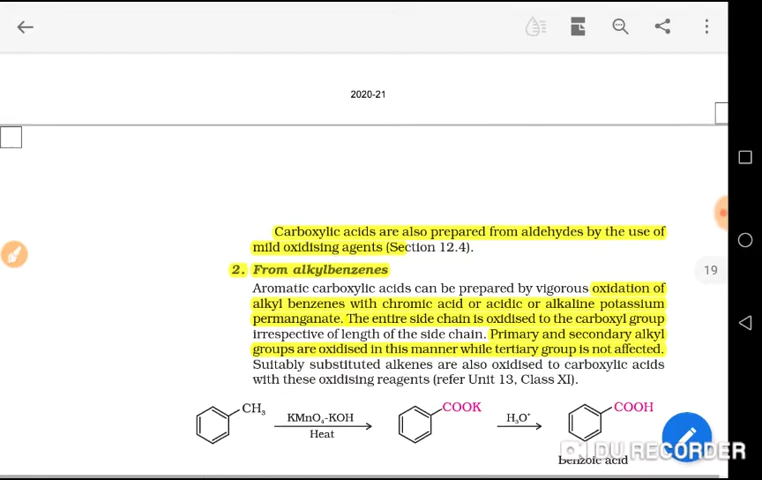 2020-21
Carboxylic acids are also prepared from aldehydes by the use of
mild oxidising agents (Section 12.4).
2. From alkylbenzenes
19
Aromatic carboxylic acids can be prepared by vigorous oxidation of
alkyl benzenes with chromic acid or acidic or alkaline potassium
permanganate. The entire side chain is oxidised to the carboxyl group
irrespective of length of the side chain. Primary and secondary alkyl
groups are oxidised in this manner while tertiary group is not affected.
Suitably substituted alkenes are also oxidised to carboxylic acids
with these oxidising reagents (refer Unit 13, Class XI).
CH₃ KMnO₄-KOH COOK H₃O⁺ COOH
Heat
DU RECORDER
Benzoic acid